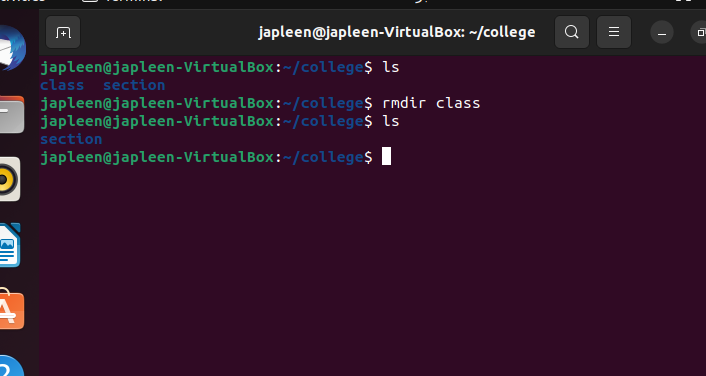 japleen@japleen-VirtualBox: ~/college
japleen@japleen-VirtualBox:~/college$ ls
class  section
japleen@japleen-VirtualBox:~/college$ rmdir class
japleen@japleen-VirtualBox:~/college$ ls
section
japleen@japleen-VirtualBox:~/college$